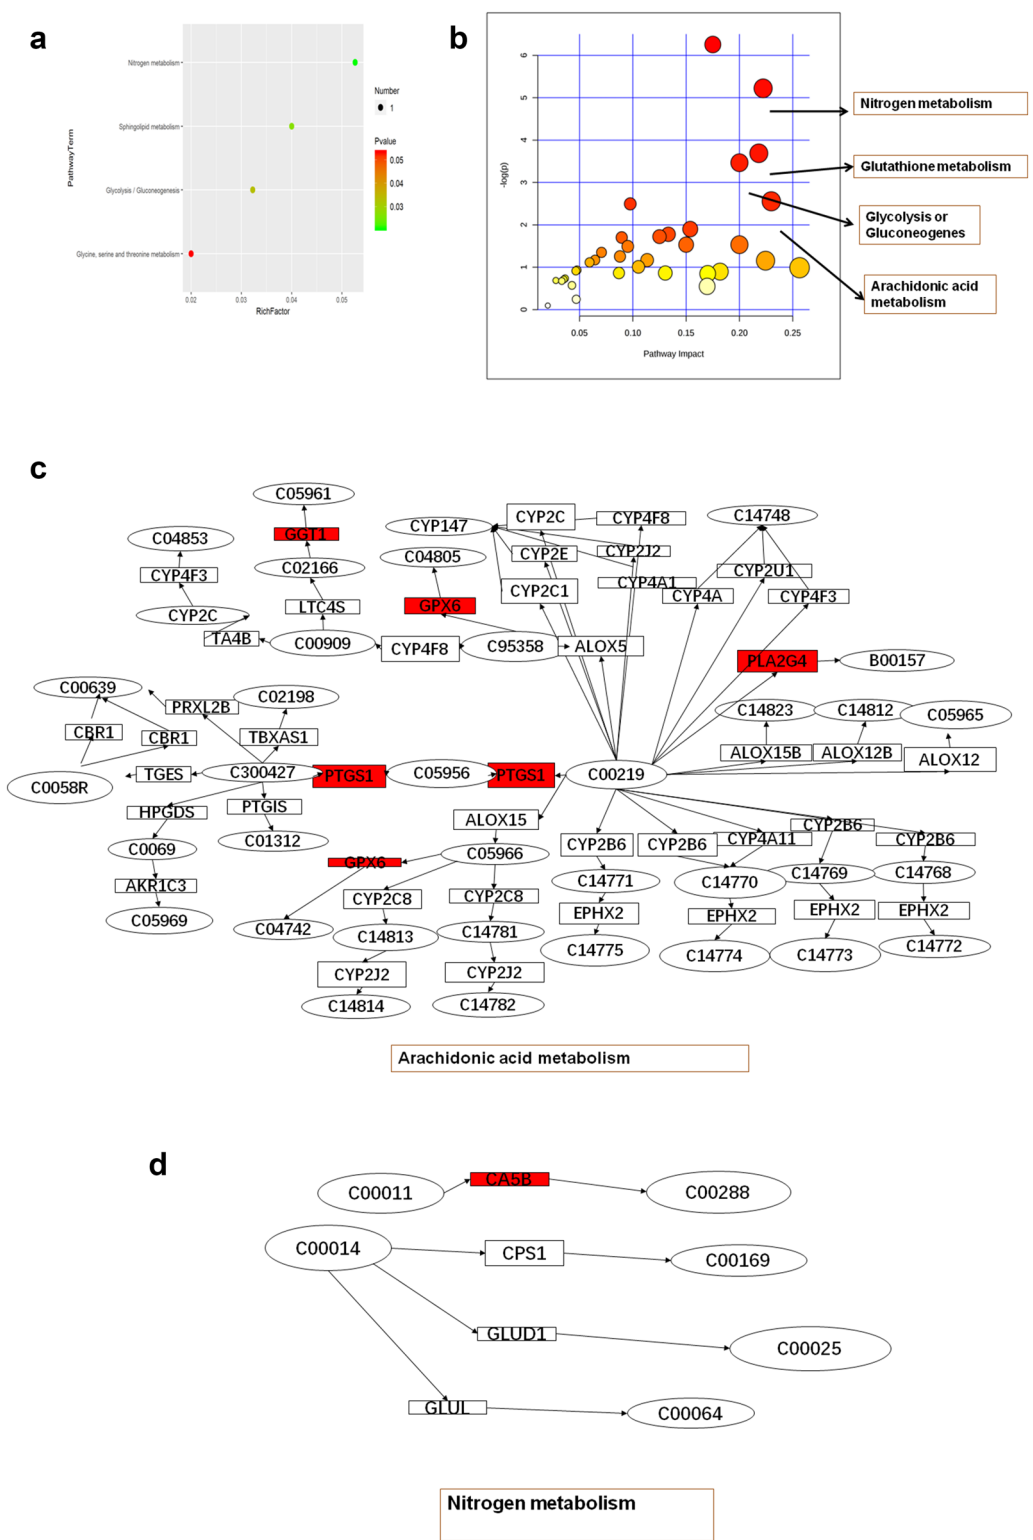 a
Nitrogen metabolism
Sphingolipid metabolism
Glycolysis / Gluconeogenesis
Glycine, serine and threonine metabolism
PathwayTerm
0.02 0.03 0.04 0.05
RichFactor
Number
1
Pvalue
0.05
0.04
0.03
b
6
5
4
3
2
1
0
-log(p)
0.05 0.10 0.15 0.20 0.25
Pathway Impact
Nitrogen metabolism
Glutathione metabolism
Glycolysis or
Gluconeogenes
Arachidonic acid
metabolism
c
C05961
GGT1
C04853
C02166
CYP4F3
LTC4S
CYP2C
TA4B
C00909
CYP4F8
CYP147
C04805
GPX6
C95358
ALOX5
CYP2C
CYP2E
CYP2C1
CYP4F8
CYP2J2
CYP4A1
C14748
CYP2U1
CYP4A
CYP4F3
PLA2G4
B00157
C00639
PRXL2B
C02198
CBR1
CBR1
TBXAS1
C14823
C14812
C05965
ALOX15B
ALOX12B
ALOX12
C0058R
TGES
C300427
PTGS1
C05956
PTGS1
C00219
HPGDS
PTGIS
C0069
C01312
AKR1C3
C05969
ALOX15
GPX6
C05966
CYP2C8
CYP2C8
C04742
C14813
C14781
CYP2J2
CYP2J2
C14814
C14782
CYP2B6
CYP2B6
CYP4A11
CYP2B6
CYP2B6
C14771
C14770
C14769
C14768
EPHX2
EPHX2
EPHX2
EPHX2
C14775
C14774
C14773
C14772
Arachidonic acid metabolism
d
C00011
CA5B
C00288
C00014
CPS1
C00169
GLUD1
C00025
GLUL
C00064
Nitrogen metabolism